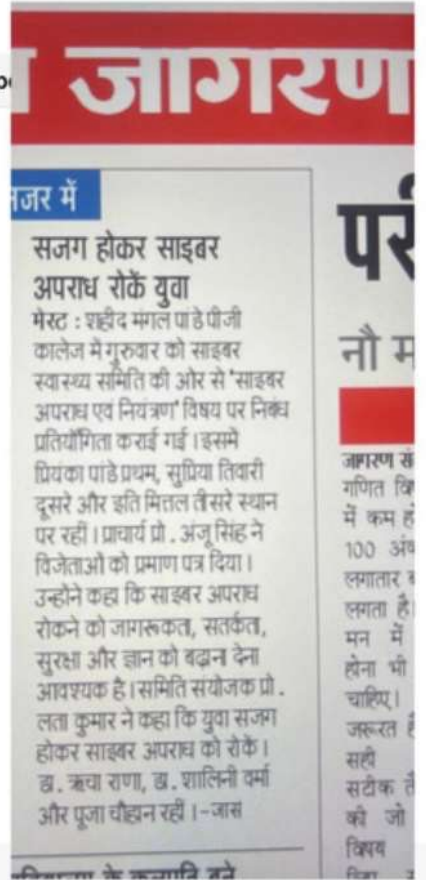 जागरण
नजर में
सजग होकर साइबर
अपराध रोकें युवा
मेरठ : शहीद मंगल पांडे पीजी
कालेज में गुरुवार को साइबर
स्वास्थ्य समिति की ओर से 'साइबर
अपराध एवं नियंत्रण' विषय पर निबंध
प्रतियोगिता कराई गई। इसमें
प्रियंका पांडे प्रथम, सुप्रिया तिवारी
दूसरे और इति मित्तल तीसरे स्थान
पर रहीं। प्राचार्य प्रो. अंजू सिंह ने
विजेताओं को प्रमाण पत्र दिया।
उन्होंने कहा कि साइबर अपराध
रोकने को जागरूकता, सतर्कता,
सुरक्षा और ज्ञान को बढ़ान देना
आवश्यक है। समिति संयोजक प्रो.
लता कुमार ने कहा कि युवा सजग
होकर साइबर अपराध को रोकें।
डा. ऋचा राणा, डा. शालिनी वर्मा
और पूजा चौहान रहीं।-जास
के कुलपति बने
नौ
जागरण
गणित
में कम
100
लगातार
लगता है।
मन में
होना भी
चाहिए।
जरूरत
सही
सटीक
की जो
विषय